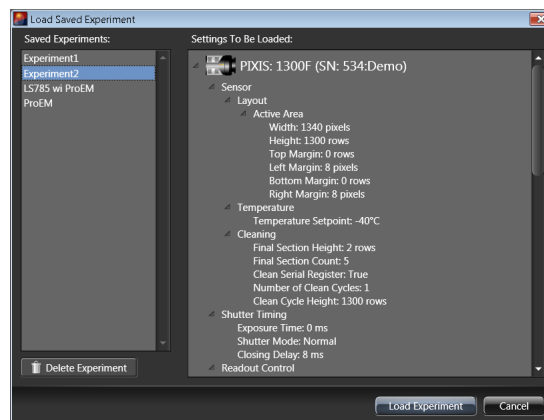 Load Saved Experiment
Saved Experiments:
Experiment1
Experiment2
LS785 wi ProEM
ProEM
Delete Experiment
Settings To Be Loaded:
PIXIS: 1300F (SN: 534:Demo)
Sensor
Layout
Active Area
Width: 1340 pixels
Height: 1300 rows
Top Margin: 0 rows
Left Margin: 8 pixels
Bottom Margin: 0 rows
Right Margin: 8 pixels
Temperature
Temperature Setpoint: -40°C
Cleaning
Final Section Height: 2 rows
Final Section Count: 5
Clean Serial Register: True
Number of Clean Cycles: 1
Clean Cycle Height: 1300 rows
Shutter Timing
Exposure Time: 0 ms
Shutter Mode: Normal
Closing Delay: 8 ms
Readout Control
Load Experiment
Cancel